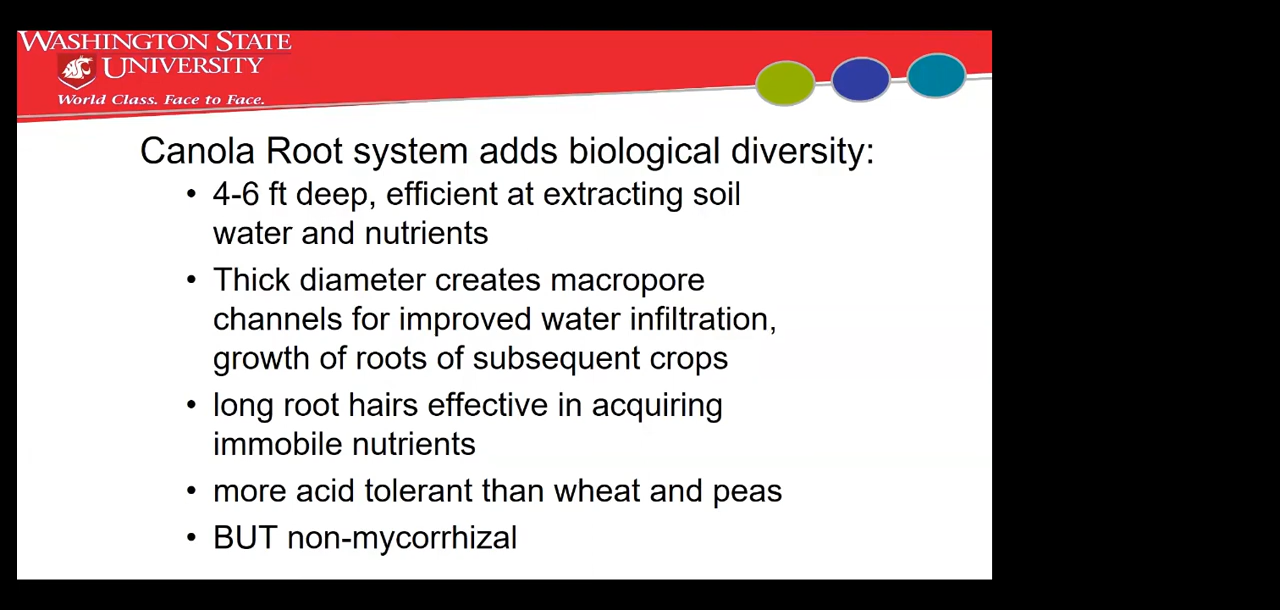 WASHINGTON STATE
UNIVERSITY
World Class. Face to Face.
Canola Root system adds biological diversity:
• 4-6 ft deep, efficient at extracting soil
water and nutrients
• Thick diameter creates macropore
channels for improved water infiltration,
growth of roots of subsequent crops
• long root hairs effective in acquiring
immobile nutrients
• more acid tolerant than wheat and peas
• BUT non-mycorrhizal